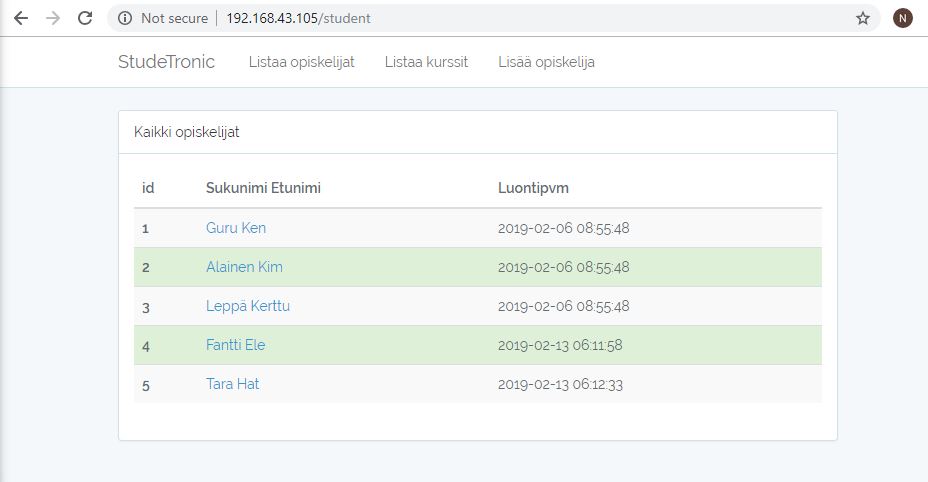 Not secure | 192.168.43.105/student N
StudeTronic Listaa opiskelijat Listaa kurssit Lisää opiskelija
Kaikki opiskelijat
id Sukunimi Etunimi Luontipvm
1 Guru Ken 2019-02-06 08:55:48
2 Alainen Kim 2019-02-06 08:55:48
3 Leppä Kerttu 2019-02-06 08:55:48
4 Fantti Ele 2019-02-13 06:11:58
5 Tara Hat 2019-02-13 06:12:33